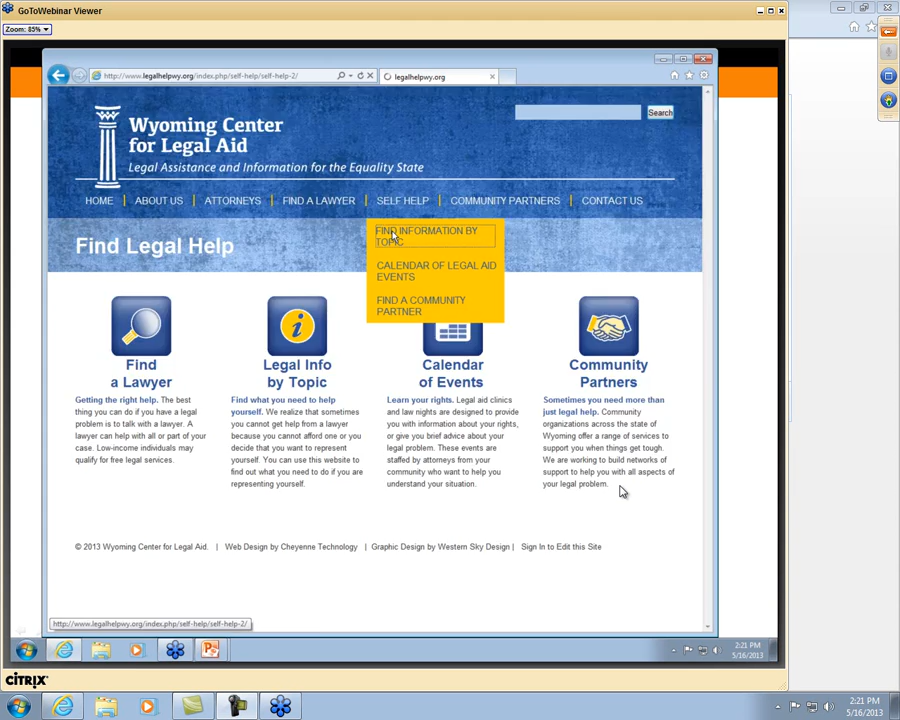 GoToWebinar Viewer
Zoom: 85%
http://www.legalhelpwy.org/index.php/self-help/self-help-2/
legalhelpwy.org
Wyoming Center
for Legal Aid
Legal Assistance and Information for the Equality State
Search
HOME | ABOUT US | ATTORNEYS | FIND A LAWYER | SELF HELP | COMMUNITY PARTNERS | CONTACT US
Find Legal Help
FIND INFORMATION BY
TOPIC
CALENDAR OF LEGAL AID
EVENTS
FIND A COMMUNITY
PARTNER
Find
a Lawyer
Getting the right help. The best
thing you can do if you have a legal
problem is to talk with a lawyer. A
lawyer can help with all or part of your
case. Low-income individuals may
qualify for free legal services.
Legal Info
by Topic
Find what you need to help
yourself. We realize that sometimes
you cannot get help from a lawyer
because you cannot afford one or you
decide that you want to represent
yourself. You can use this website to
find out what you need to do if you are
representing yourself.
Calendar
of Events
Learn your rights. Legal aid clinics
and law nights are designed to provide
you with information about your rights,
or to give you brief advice about your
legal problem. These events are
staffed by attorneys from your
community who want to help you
understand your situation.
Community
Partners
Sometimes you need more than
just legal help. Community
organizations across the state of
Wyoming offer a range of services to
support you when things get tough.
We are working to build networks of
support to help you with all aspects of
your legal problem.
© 2013 Wyoming Center for Legal Aid. | Web Design by Cheyenne Technology | Graphic Design by Western Sky Design | Sign In to Edit this Site
http://www.legalhelpwy.org/index.php/self-help/self-help-2/
2:21 PM
5/16/2013
CITRIX
2:21 PM
5/16/2013